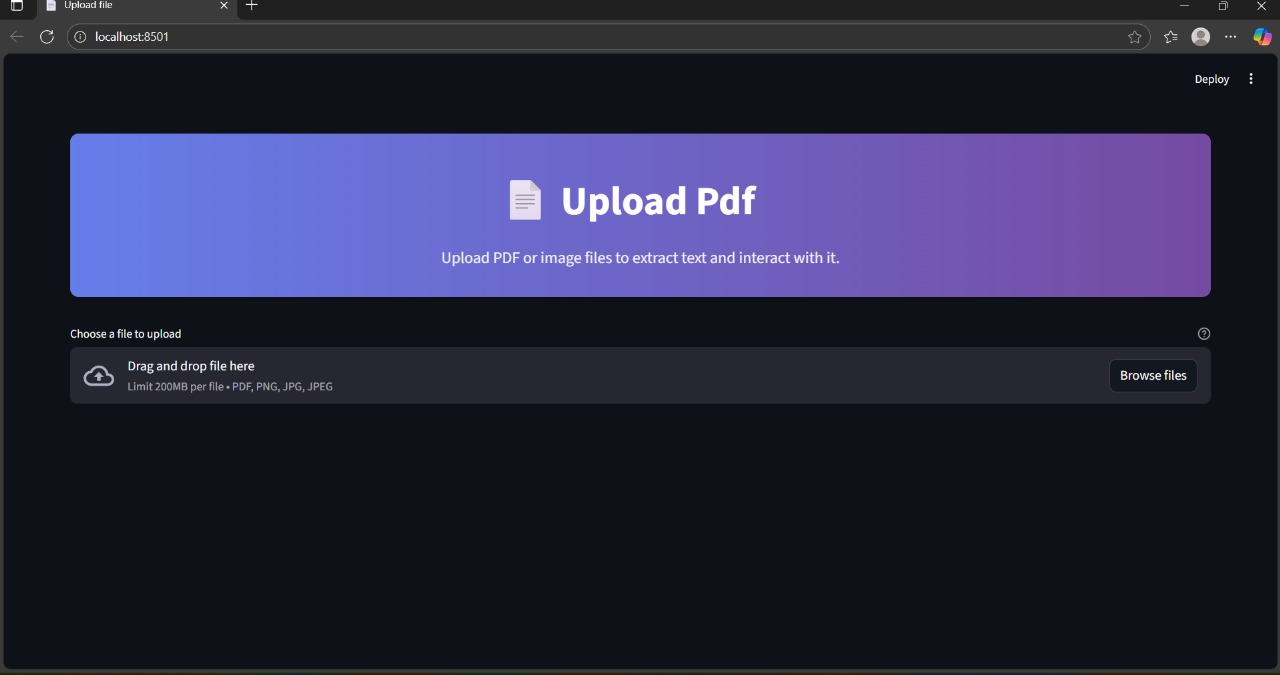 Upload file
localhost:8501
Deploy
Upload Pdf
Upload PDF or image files to extract text and interact with it.
Choose a file to upload
Drag and drop file here
Limit 200MB per file • PDF, PNG, JPG, JPEG
Browse files